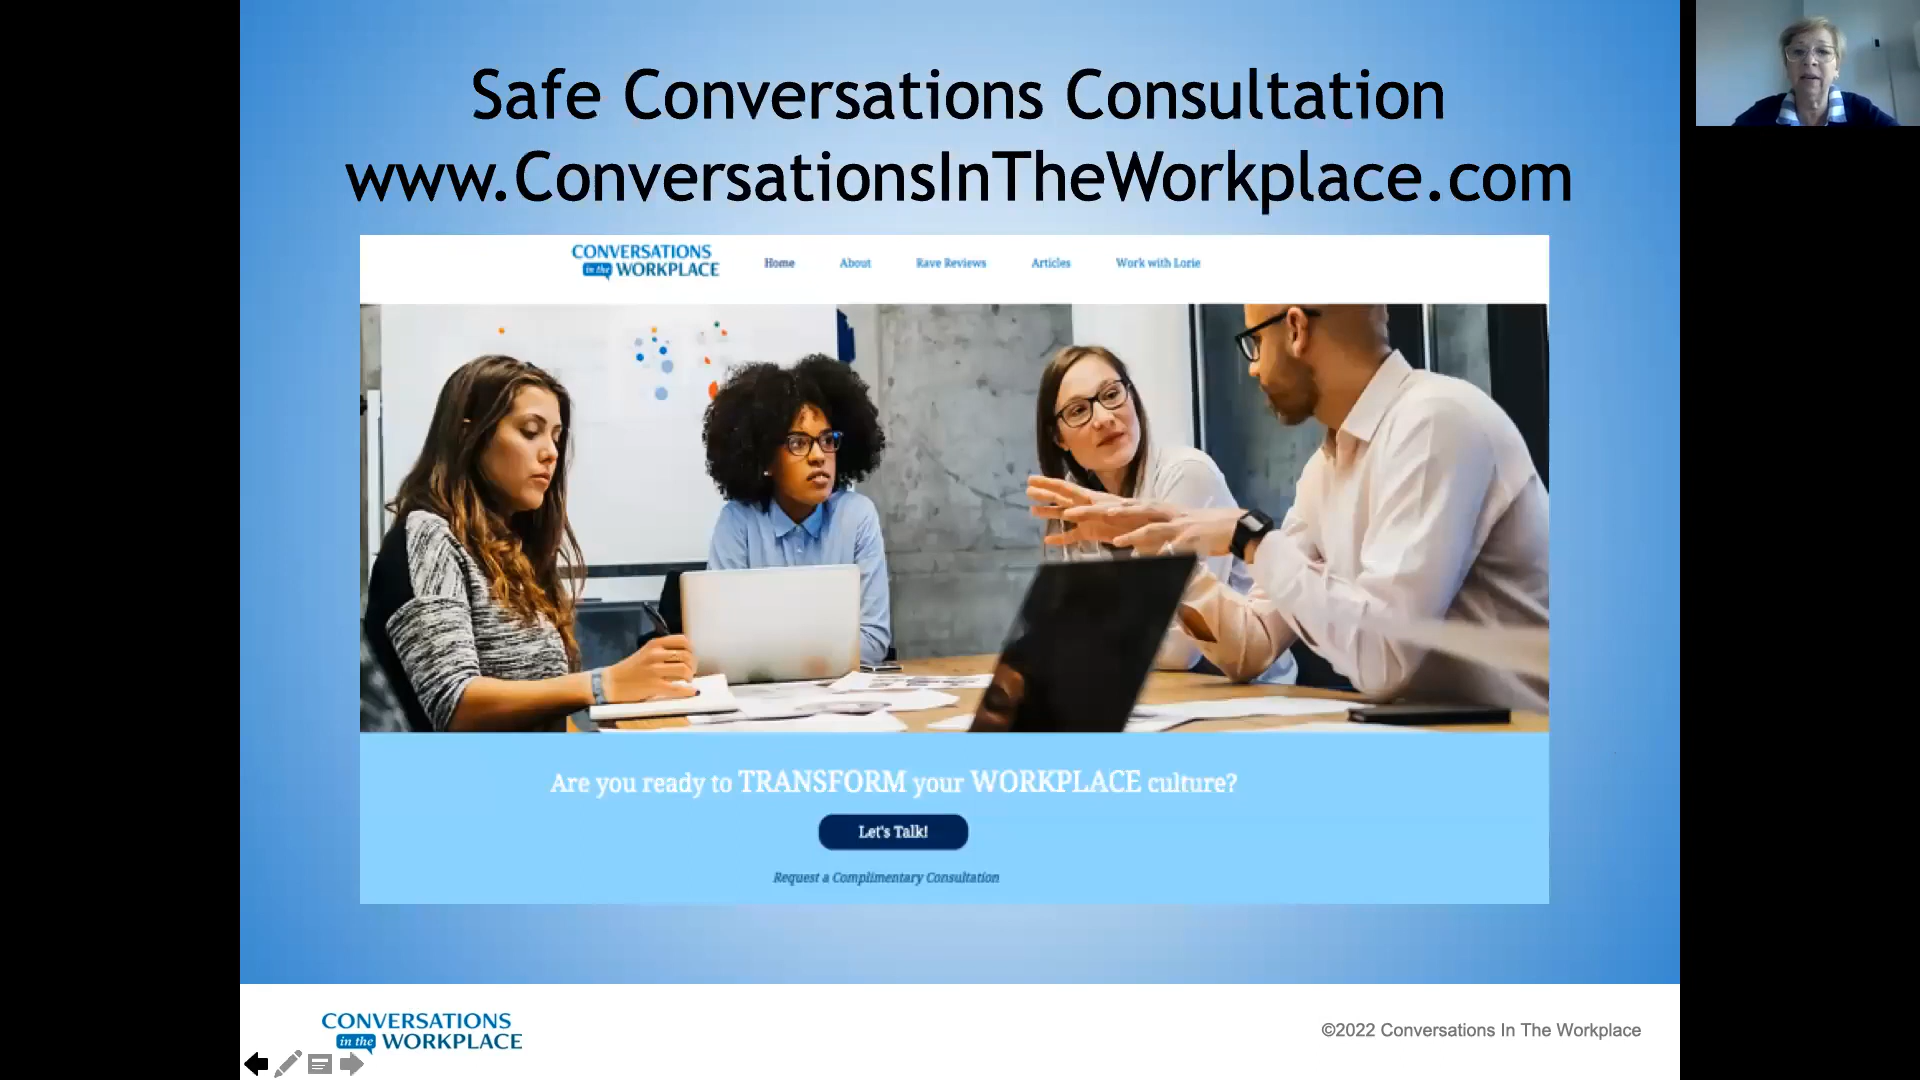 Safe Conversations Consultation
www.ConversationsInTheWorkplace.com
CONVERSATIONS
in the WORKPLACE
Home About Rave Reviews Articles Work with Lorie
Are you ready to TRANSFORM your WORKPLACE culture?
Let's Talk!
Request a Complimentary Consultation
CONVERSATIONS
in the WORKPLACE
©2022 Conversations In The Workplace